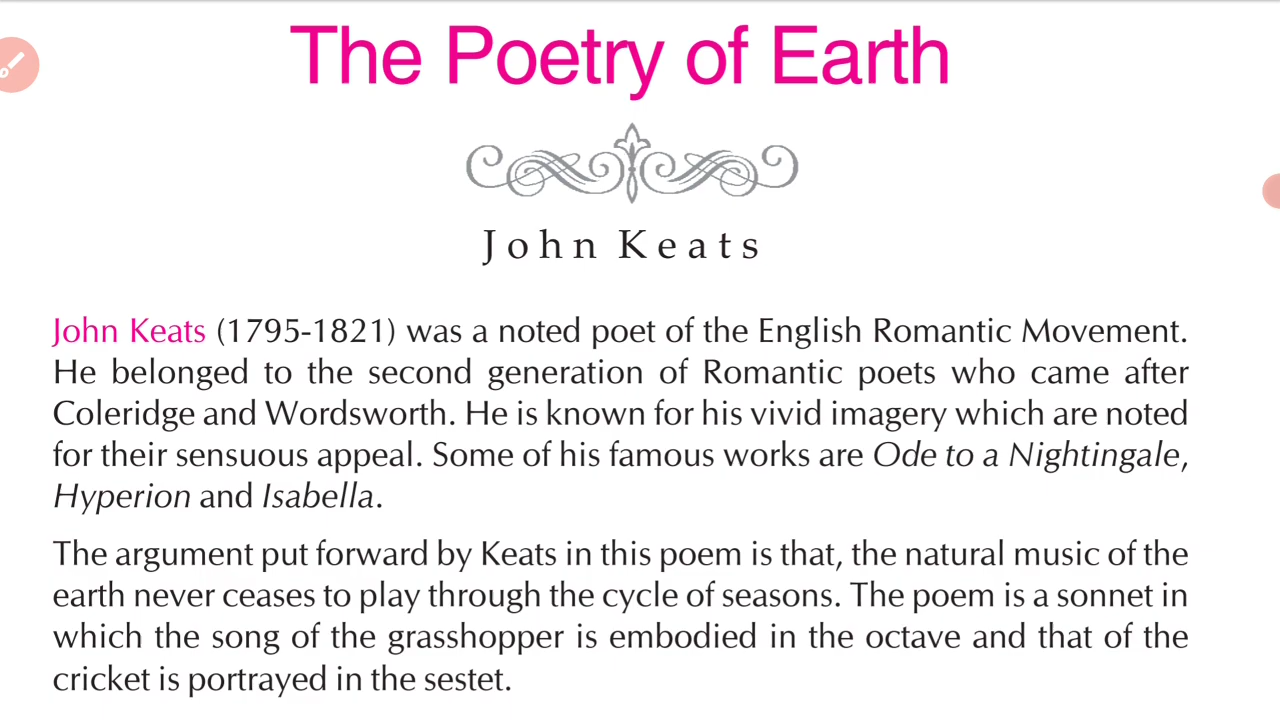 The Poetry of Earth
John Keats
John Keats (1795-1821) was a noted poet of the English Romantic Movement.
He belonged to the second generation of Romantic poets who came after
Coleridge and Wordsworth. He is known for his vivid imagery which are noted
for their sensuous appeal. Some of his famous works are Ode to a Nightingale,
Hyperion and Isabella.
The argument put forward by Keats in this poem is that, the natural music of the
earth never ceases to play through the cycle of seasons. The poem is a sonnet in
which the song of the grasshopper is embodied in the octave and that of the
cricket is portrayed in the sestet.